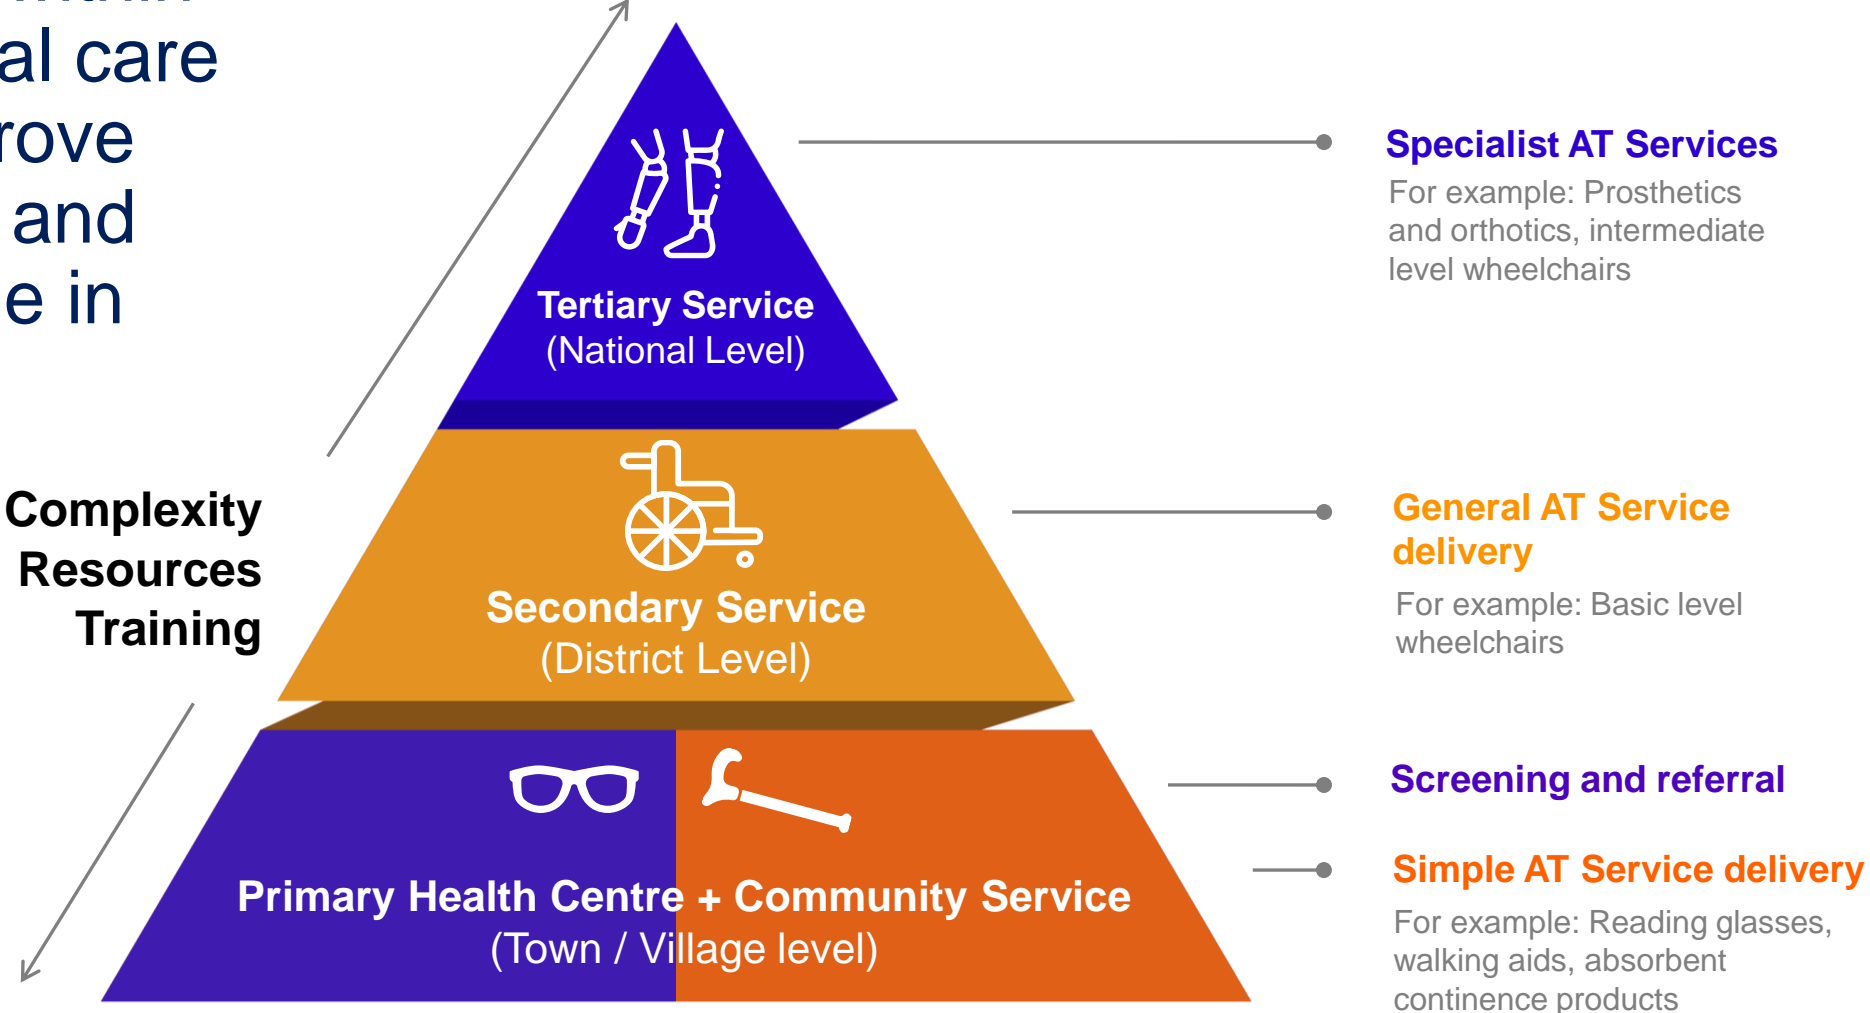 al care
rove
and
e in
Complexity
Resources
Training
Tertiary Service
(National Level)
Secondary Service
(District Level)
Primary Health Centre + Community Service
(Town / Village level)
Specialist AT Services
For example: Prosthetics
and orthotics, intermediate
level wheelchairs
General AT Service
delivery
For example: Basic level
wheelchairs
Screening and referral
Simple AT Service delivery
For example: Reading glasses,
walking aids, absorbent
continence products